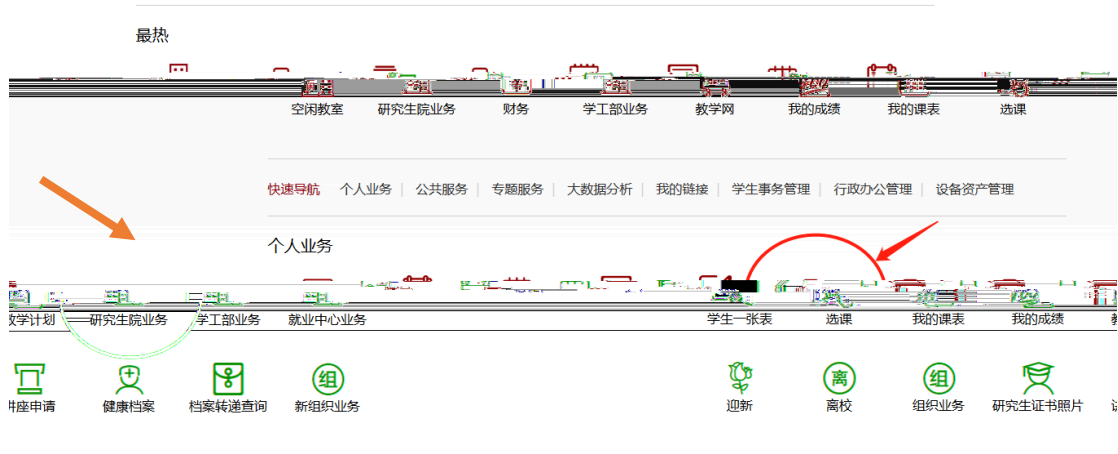 最热
空闲教室 研究生院业务 财务 学工部业务 教学网 我的成绩 我的课表 选课
快速导航 个人业务 | 公共服务 | 专题服务 | 大数据分析 | 我的链接 | 学生事务管理 | 行政办公管理 | 设备资产管理
个人业务
学计划 研究生院业务 学工部业务 就业中心业务 学生一张表 选课 我的课表 我的成绩
组 离 组
座申请 健康档案 档案转递查询 新组织业务 迎新 离校 组织业务 研究生证书照片